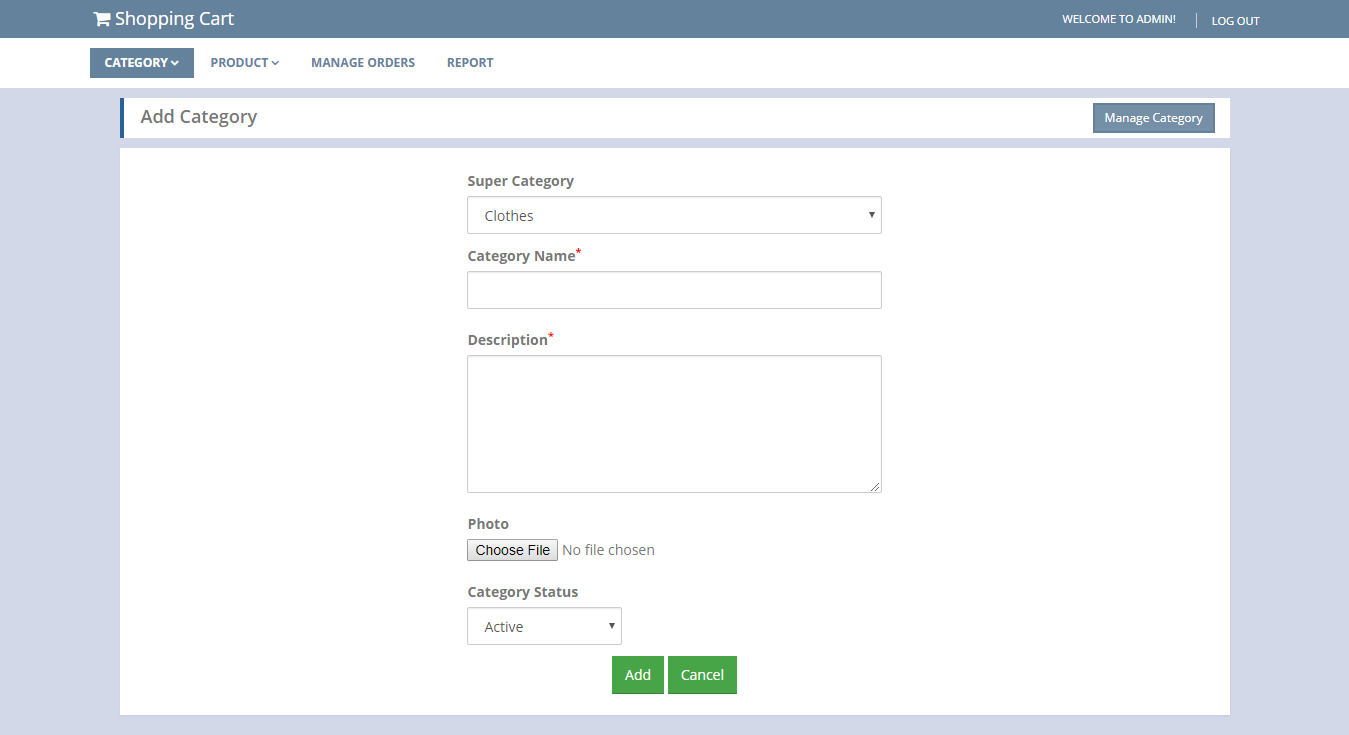 Shopping Cart
WELCOME TO ADMIN! | LOG OUT
CATEGORY PRODUCT MANAGE ORDERS REPORT
Add Category
Manage Category
Super Category
Clothes
Category Name*
Description*
Photo
Choose File No file chosen
Category Status
Active
Add Cancel